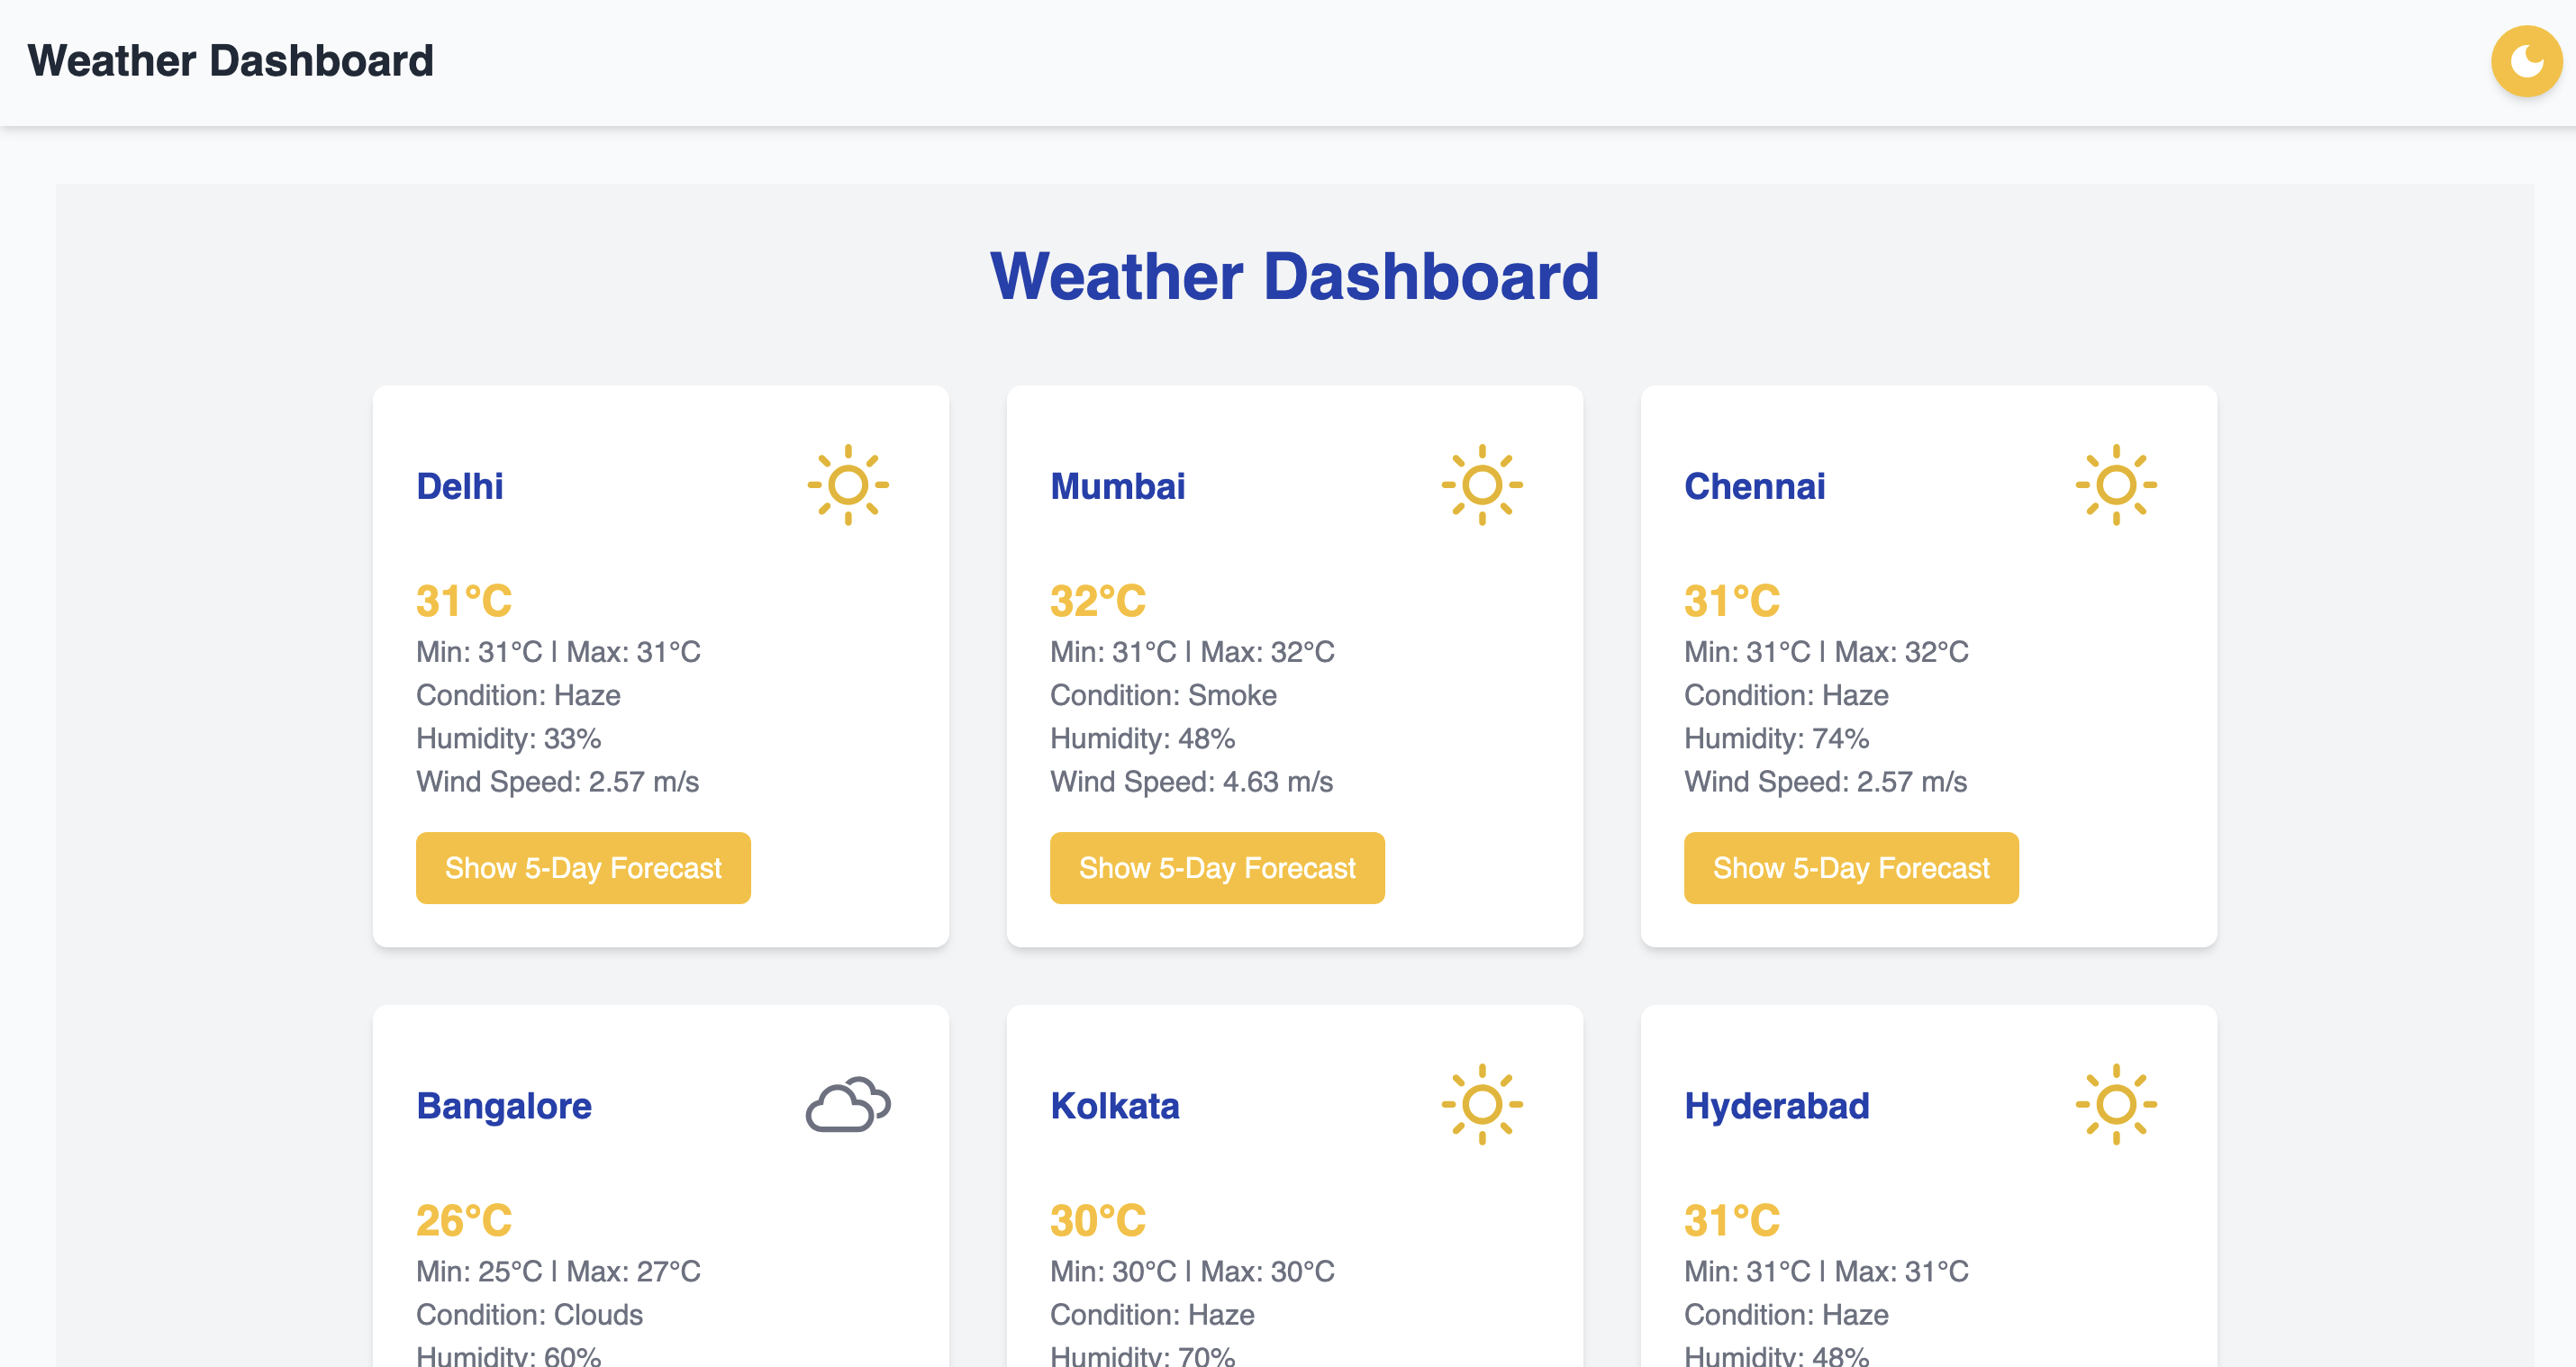 Weather Dashboard
Weather Dashboard
Delhi
31°C
Min: 31°C | Max: 31°C
Condition: Haze
Humidity: 33%
Wind Speed: 2.57 m/s
Show 5-Day Forecast
Mumbai
32°C
Min: 31°C | Max: 32°C
Condition: Smoke
Humidity: 48%
Wind Speed: 4.63 m/s
Show 5-Day Forecast
Chennai
31°C
Min: 31°C | Max: 32°C
Condition: Haze
Humidity: 74%
Wind Speed: 2.57 m/s
Show 5-Day Forecast
Bangalore
26°C
Min: 25°C | Max: 27°C
Condition: Clouds
Humidity: 60%
Kolkata
30°C
Min: 30°C | Max: 30°C
Condition: Haze
Humidity: 70%
Hyderabad
31°C
Min: 31°C | Max: 31°C
Condition: Haze
Humidity: 48%